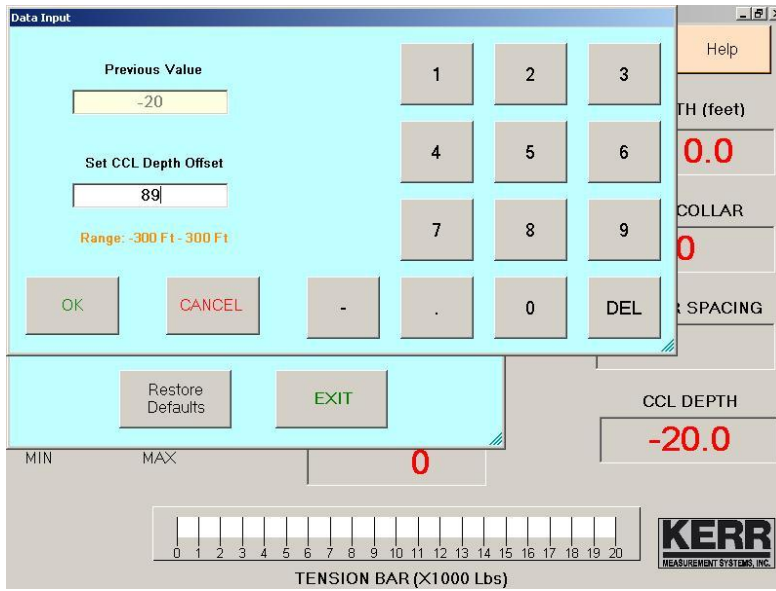 Data Input
Previous Value
-20
Set CCL Depth Offset
89
Range: -300 Ft - 300 Ft
OK
CANCEL
1 2 3
4 5 6
7 8 9
- . 0 DEL
Restore
Defaults
EXIT
Help
TH (feet)
0.0
COLLAR
0
SPACING
CCL DEPTH
-20.0
MIN MAX
0
0 1 2 3 4 5 6 7 8 9 10 11 12 13 14 15 16 17 18 19 20
TENSION BAR (X1000 Lbs)
KERR
MEASUREMENT SYSTEMS, INC.